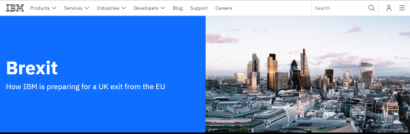 IBM Products Services Industries Developers Blog Support Careers Search
Brexit
How IBM is preparing for a UK exit from the EU